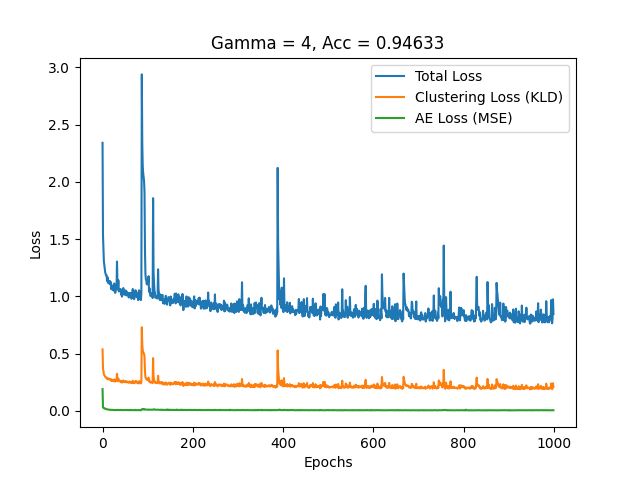 Gamma = 4, Acc = 0.94633
Total Loss
Clustering Loss (KLD)
AE Loss (MSE)
3.0
2.5
2.0
1.5
1.0
0.5
0.0
Loss
0 200 400 600 800 1000
Epochs